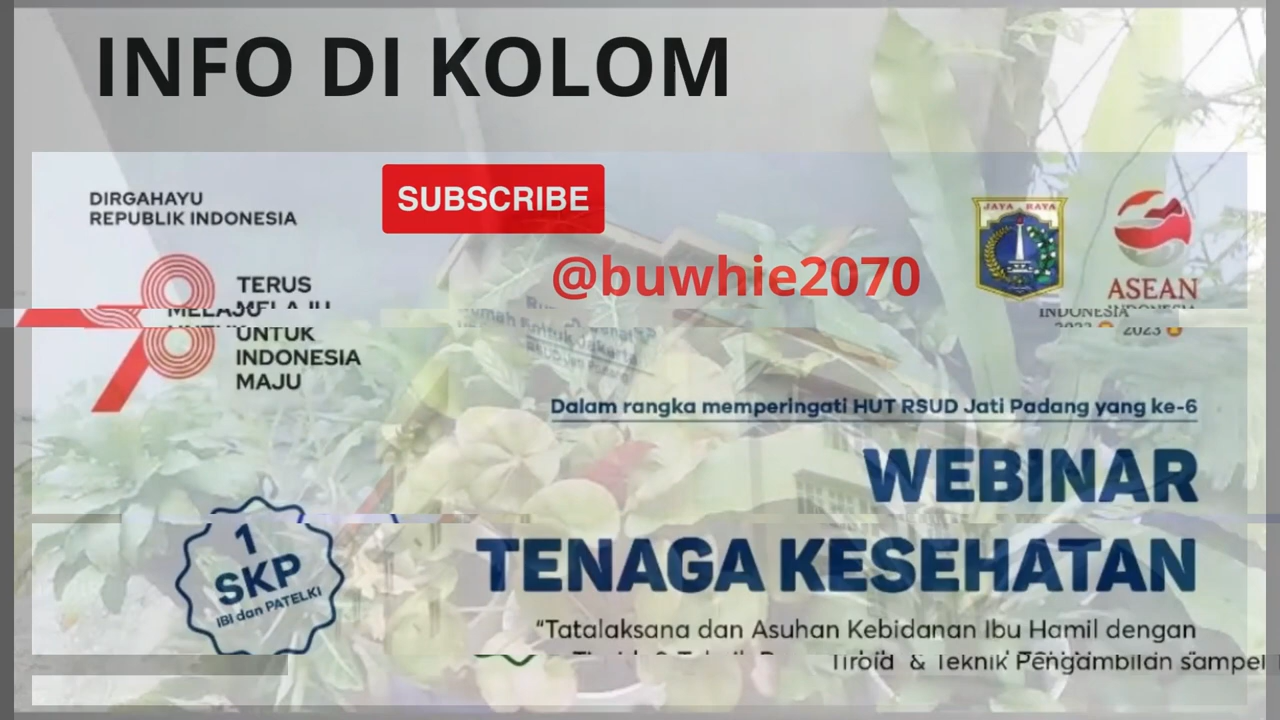 INFO DI KOLOM
DIRGAHAYU
REPUBLIK INDONESIA
SUBSCRIBE
JAYA RAYA
@buwhie2070
78
TERUS
MELAJU
UNTUK
INDONESIA
MAJU
ASEAN
INDONESIA
2023
Dalam rangka memperingati HUT RSUD Jati Padang yang ke-6
WEBINAR
TENAGA KESEHATAN
1
SKP
IBI dan PATELKI
“Tatalaksana dan Asuhan Kebidanan Ibu Hamil dengan
Tiroid & Teknik Pengambilan sampel